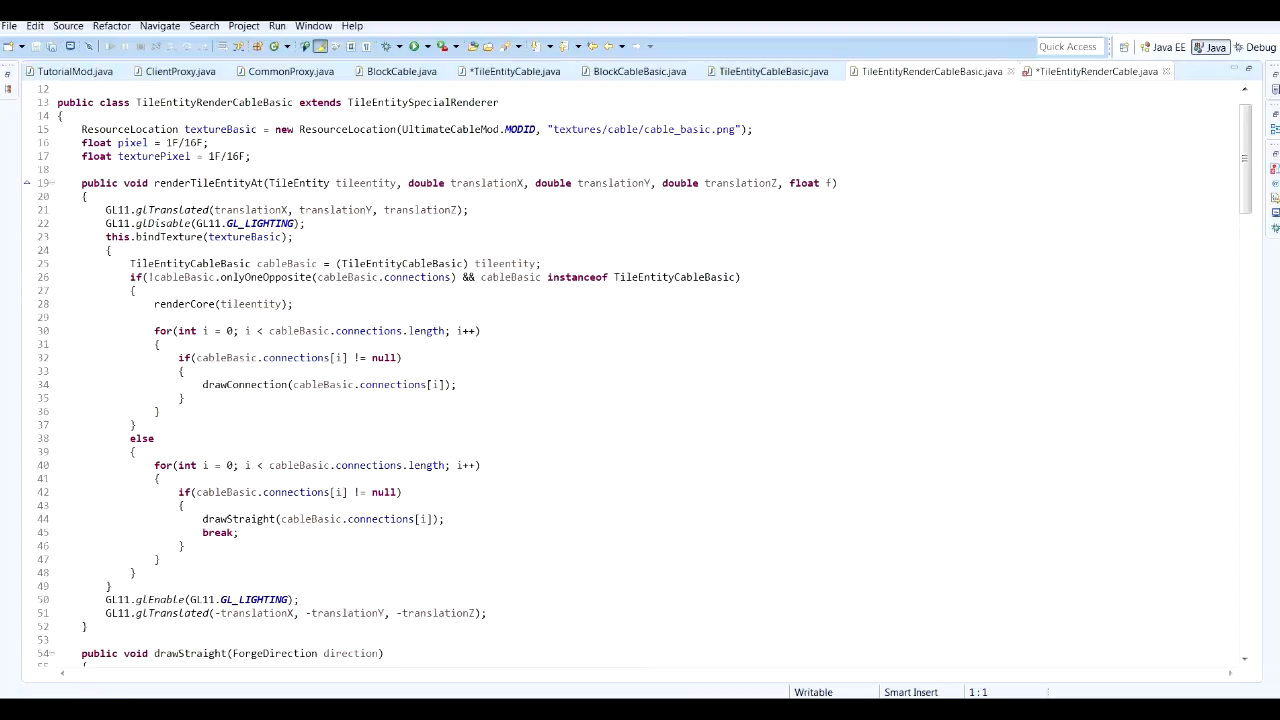 File Edit Source Refactor Navigate Search Project Run Window Help
Quick Access Java EE Java Debug
TutorialMod.java ClientProxy.java CommonProxy.java BlockCable.java *TileEntityCable.java BlockCableBasic.java TileEntityCableBasic.java TileEntityRenderCableBasic.java *TileEntityRenderCable.java
12
13 public class TileEntityRenderCableBasic extends TileEntitySpecialRenderer
14 {
15 ResourceLocation textureBasic = new ResourceLocation(UltimateCableMod.MODID, "textures/cable/cable_basic.png");
16 float pixel = 1F/16F;
17 float texturePixel = 1F/16F;
18
19 public void renderTileEntityAt(TileEntity tileentity, double translationX, double translationY, double translationZ, float f)
20 {
21 GL11.glTranslated(translationX, translationY, translationZ);
22 GL11.glDisable(GL11.GL_LIGHTING);
23 this.bindTexture(textureBasic);
24 {
25 TileEntityCableBasic cableBasic = (TileEntityCableBasic) tileentity;
26 if(!cableBasic.onlyOneOpposite(cableBasic.connections) && cableBasic instanceof TileEntityCableBasic)
27 {
28 renderCore(tileentity);
29
30 for(int i = 0; i < cableBasic.connections.length; i++)
31 {
32 if(cableBasic.connections[i] != null)
33 {
34 drawConnection(cableBasic.connections[i]);
35 }
36 }
37 }
38 else
39 {
40 for(int i = 0; i < cableBasic.connections.length; i++)
41 {
42 if(cableBasic.connections[i] != null)
43 {
44 drawStraight(cableBasic.connections[i]);
45 break;
46 }
47 }
48 }
49 }
50 GL11.glEnable(GL11.GL_LIGHTING);
51 GL11.glTranslated(-translationX, -translationY, -translationZ);
52 }
53
54 public void drawStraight(ForgeDirection direction)
55 {
Writable Smart Insert 1 : 1